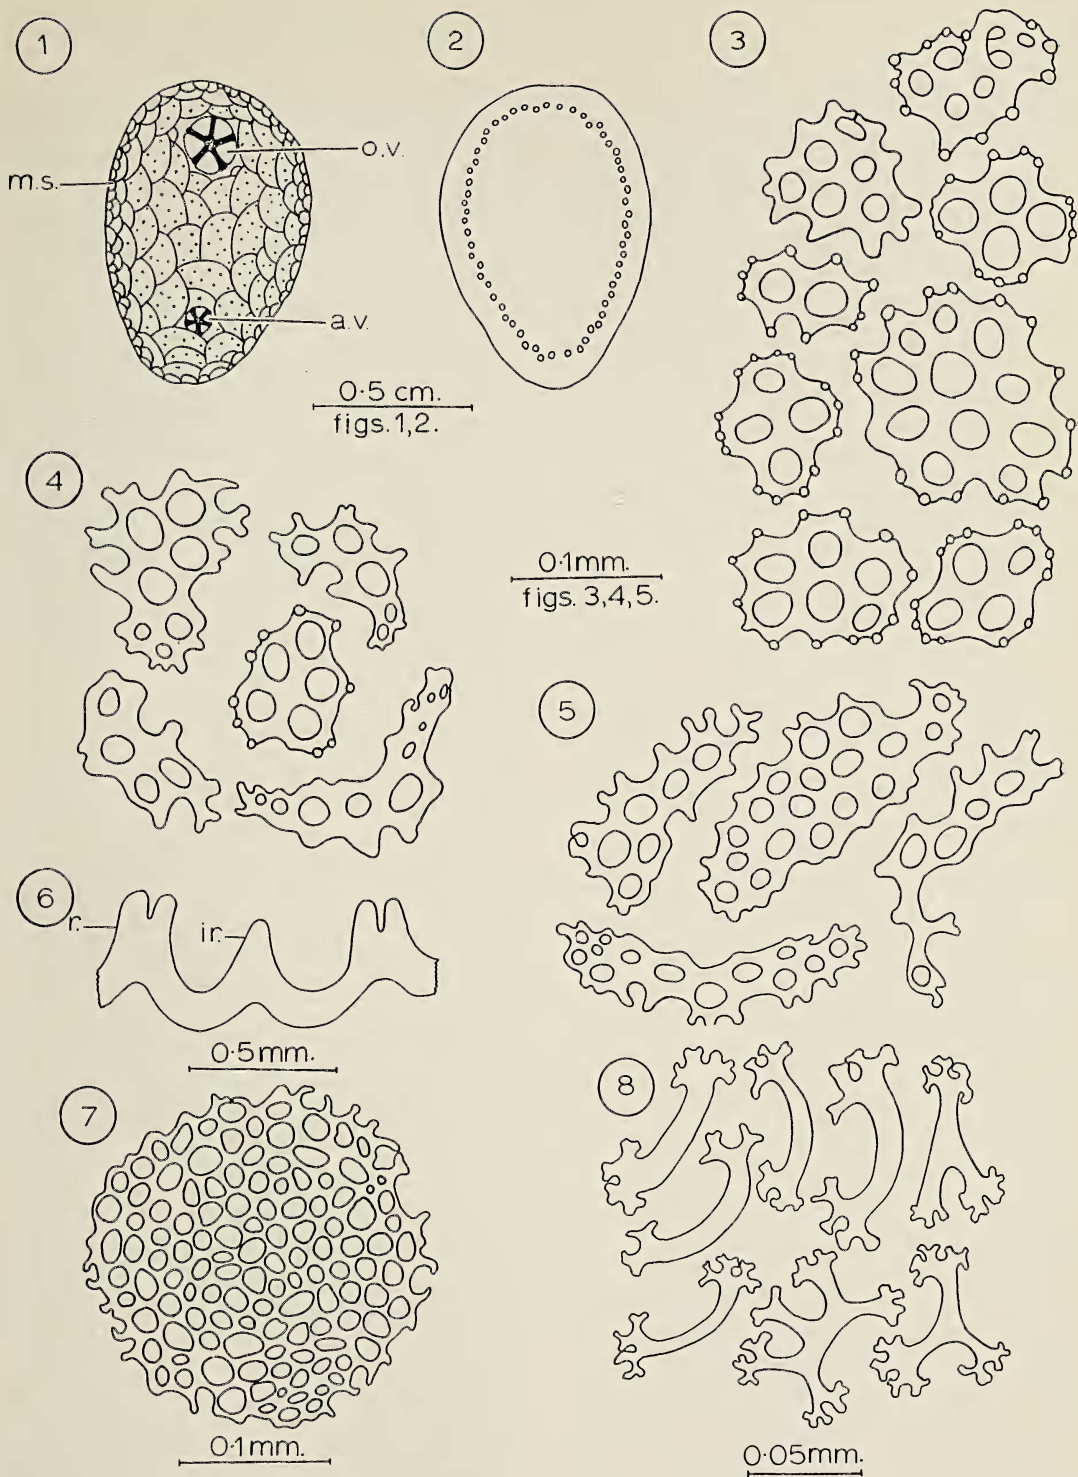 1
2
3
o.v.
m.s.
a.v.
0·5 cm.
figs. 1,2.
4
0·1mm.
figs. 3,4,5.
5
6
r.
ir.
0·5mm.
7
8
0·1mm.
0·05mm.